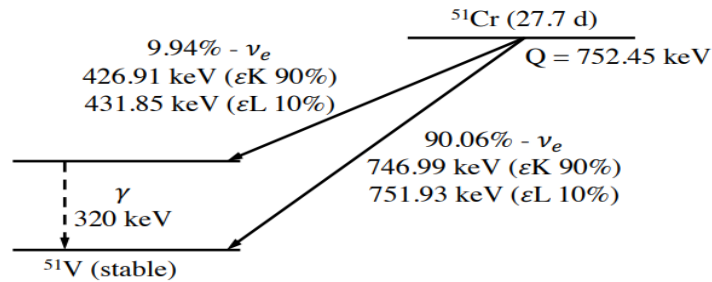 ⁵¹Cr (27.7 d)
Q = 752.45 keV
9.94% - νₑ
426.91 keV (εK 90%)
431.85 keV (εL 10%)
90.06% - νₑ
746.99 keV (εK 90%)
751.93 keV (εL 10%)
γ
320 keV
⁵¹V (stable)